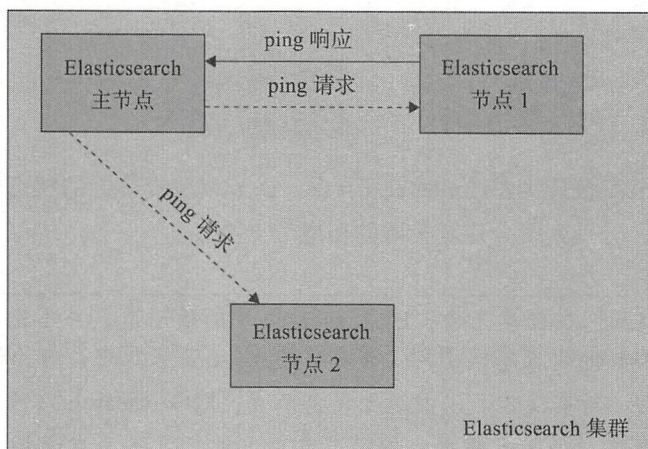 ping 响应
Elasticsearch
主节点
ping 请求
Elasticsearch
节点 1
ping 请求
Elasticsearch
节点 2
Elasticsearch 集群